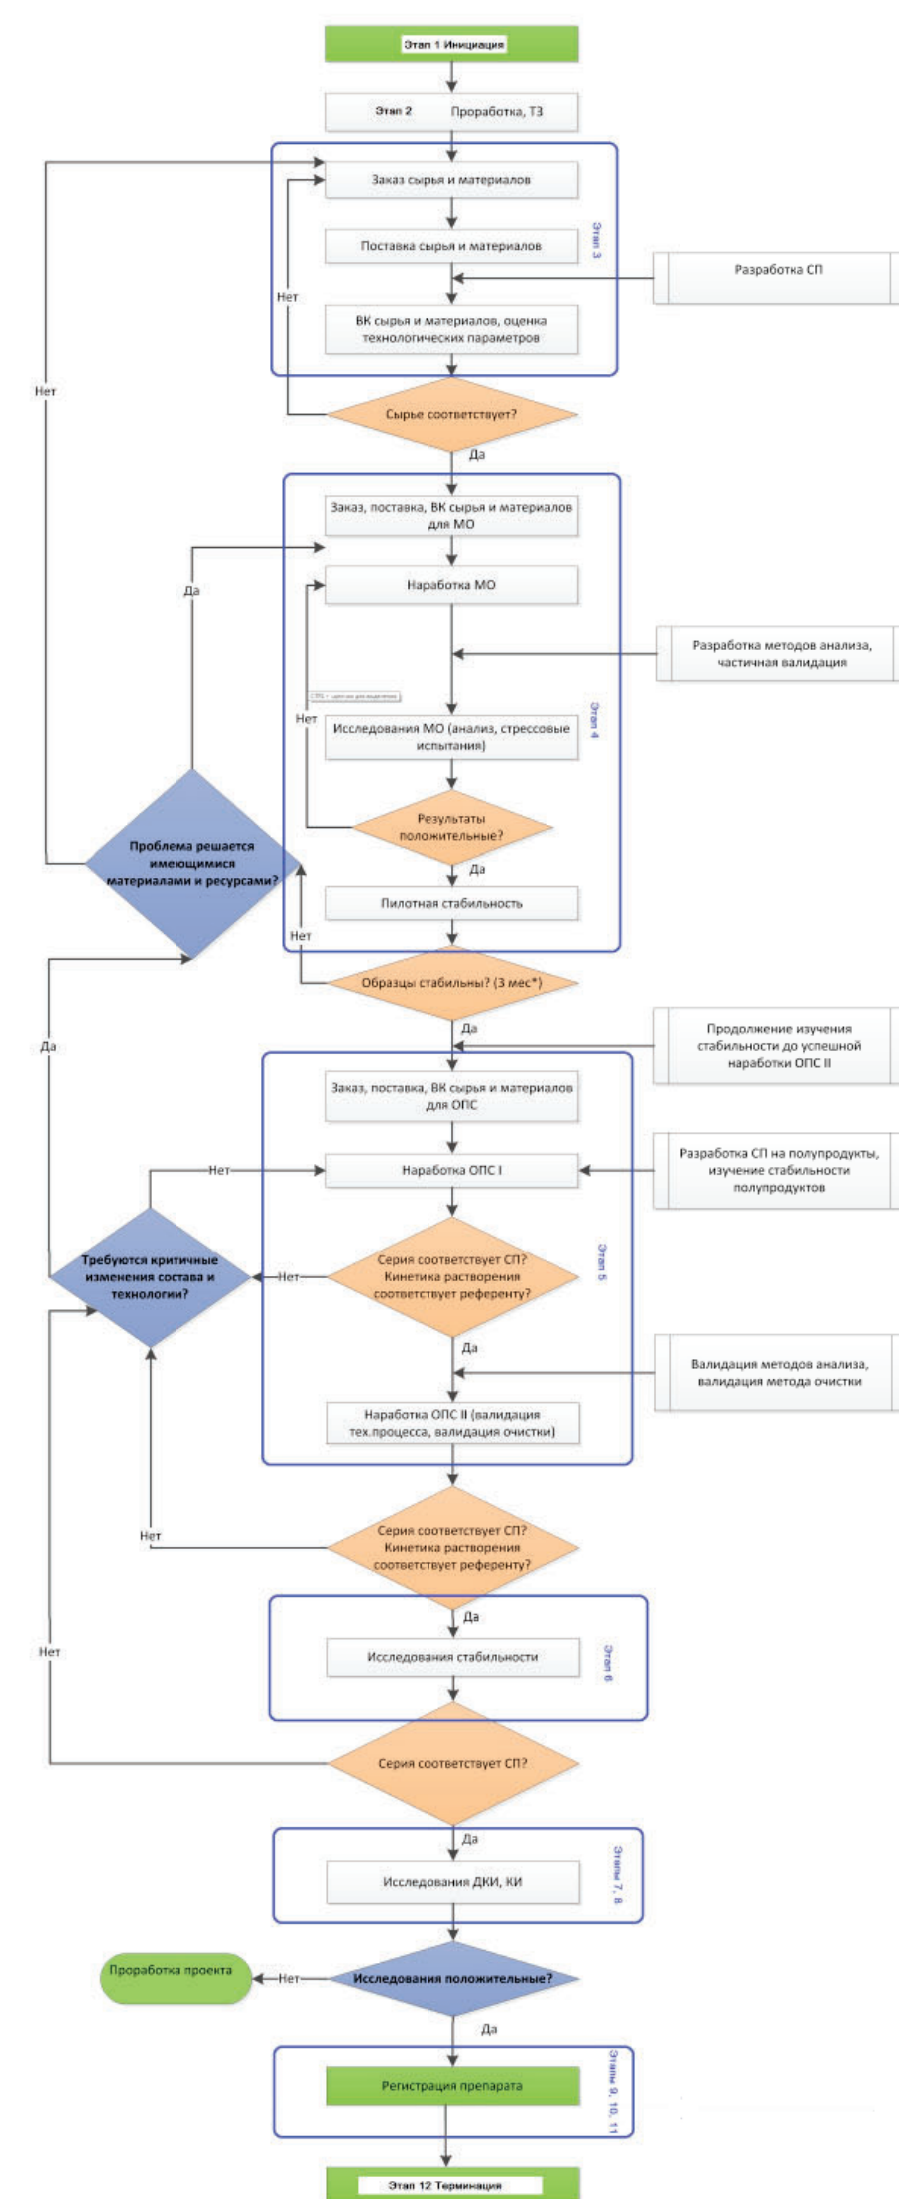 Этап 1 Инициация
Этап 2 Проработка, ТЗ
Заказ сырья и материалов
Поставка сырья и материалов
Этап 3
Разработка СП
Нет
ВК сырья и материалов, оценка
технологических параметров
Нет
Сырье соответствует?
Да
Заказ, поставка, ВК сырья и материалов
для МО
Наработка МО
Да
Разработка методов анализа,
частичная валидация
Нет
Исследования МО (анализ, стрессовые
испытания)
Этап 4
Результаты
положительные?
Проблема решается
имеющимися
материалами и ресурсами?
Да
Пилотная стабильность
Нет
Образцы стабильны? (3 мес*)
Да
Продолжение изучения
стабильности до успешной
наработки ОПС II
Да
Заказ, поставка, ВК сырья и материалов
для ОПС
Нет
Наработка ОПС I
Разработка СП на полупродукты,
изучение стабильности
полупродуктов
Требуются критичные
изменения состава и
технологии?
Нет
Серия соответствует СП?
Кинетика растворения
соответствует референту?
Этап 5
Да
Валидация методов анализа,
валидация метода очистки
Наработка ОПС II (валидация
тех.процесса, валидация очистки)
Нет
Серия соответствует СП?
Кинетика растворения
соответствует референту?
Да
Нет
Исследования стабильности
Этап 6
Серия соответствует СП?
Да
Исследования ДКИ, КИ
Этапы 7, 8
Проработка проекта
Нет
Исследования положительные?
Да
Регистрация препарата
Этапы 9, 10, 11
Этап 12 Терминация